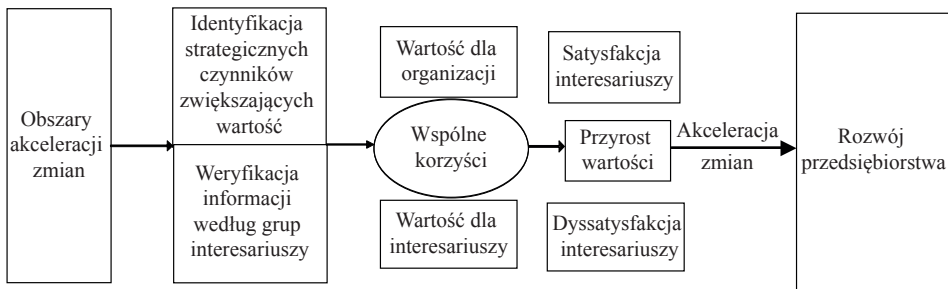 Obszary
akceleracji
zmian
Identyfikacja
strategicznych
czynników
zwiększających
wartość
Weryfikacja
informacji
według grup
interesariuszy
Wartość dla
organizacji
Wspólne
korzyści
Wartość dla
interesariuszy
Satysfakcja
interesariuszy
Przyrost
wartości
Dyssatysfakcja
interesariuszy
Akceleracja
zmian
Rozwój
przedsiębiorstwa